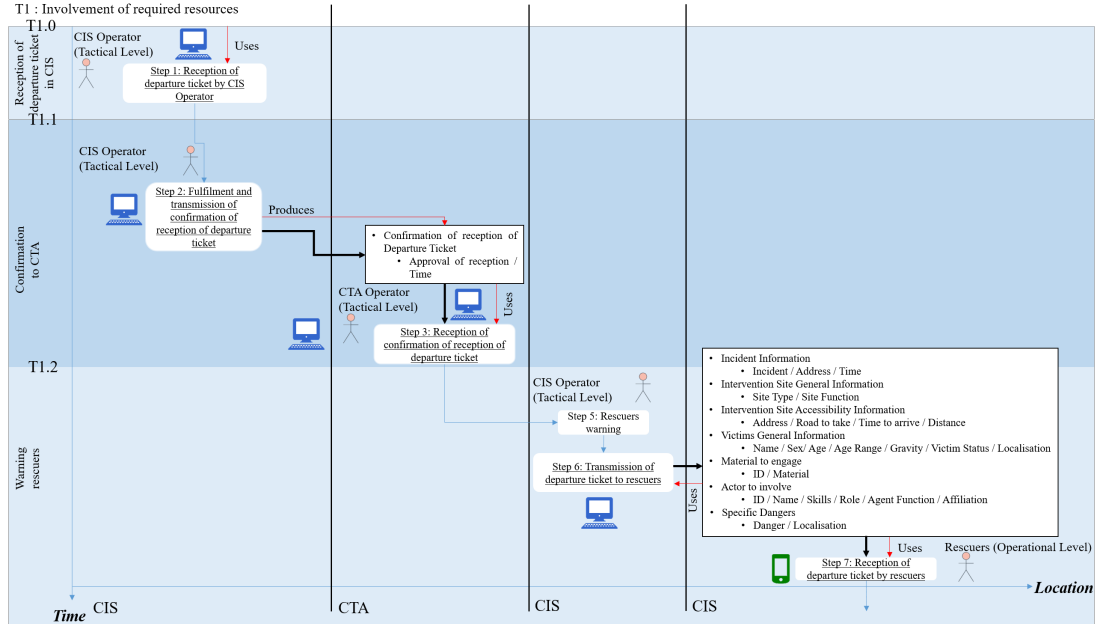 T1 : Involvement of required resources
T1.0
Reception of
departure ticket
in CIS
CIS Operator
(Tactical Level)
Uses
Step 1: Reception of
departure ticket by CIS
Operator
T1.1
Confirmation
to CTA
CIS Operator
(Tactical Level)
Step 2: Fulfilment and
transmission of
confirmation of
reception of departure
ticket
Produces
• Confirmation of reception of
Departure Ticket
• Approval of reception /
Time
CTA Operator
(Tactical Level)
Uses
Step 3: Reception of
confirmation of reception of
departure ticket
T1.2
Warning
rescuers
CIS Operator
(Tactical Level)
Step 5: Rescuers
warning
Step 6: Transmission of
departure ticket to rescuers
Uses
• Incident Information
• Incident / Address / Time
• Intervention Site General Information
• Site Type / Site Function
• Intervention Site Accessibility Information
• Address / Road to take / Time to arrive / Distance
• Victims General Information
• Name / Sex/ Age / Age Range / Gravity / Victim Status / Localisation
• Material to engage
• ID / Material
• Actor to involve
• ID / Name / Skills / Role / Agent Function / Affiliation
• Specific Dangers
• Danger / Localisation
Uses
Rescuers (Operational Level)
Step 7: Reception of
departure ticket by rescuers
Location
Time
CIS
CTA
CIS
CIS